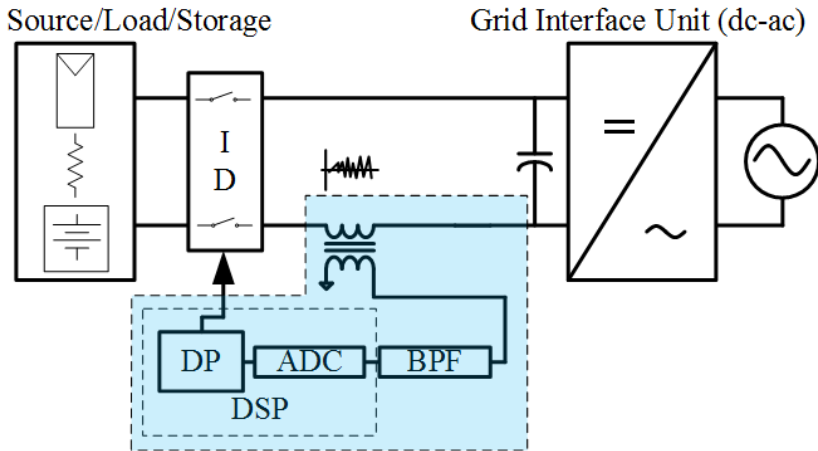 Source/Load/Storage
Grid Interface Unit (dc-ac)
I
D
DP
ADC
BPF
DSP